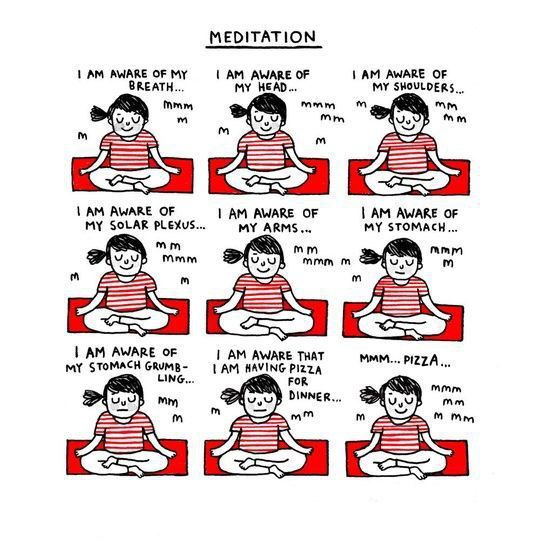 MEDITATION
I AM AWARE OF MY
BREATH...
mmm
m
m
I AM AWARE OF
MY HEAD...
mmm
mm
m
m
I AM AWARE OF
MY SHOULDERS...
m
mm
mm
m
I AM AWARE OF
MY SOLAR PLEXUS...
mm
mmm
m
m
I AM AWARE OF
MY ARMS...
mm
mmm
m
I AM AWARE OF
MY STOMACH...
mmm
m
m
I AM AWARE OF
MY STOMACH GRUMB-
LING...
mm
m
I AM AWARE THAT
I AM HAVING PIZZA
FOR
DINNER...
m
m
MMM... PIZZA...
mmm
mm
m mm
m